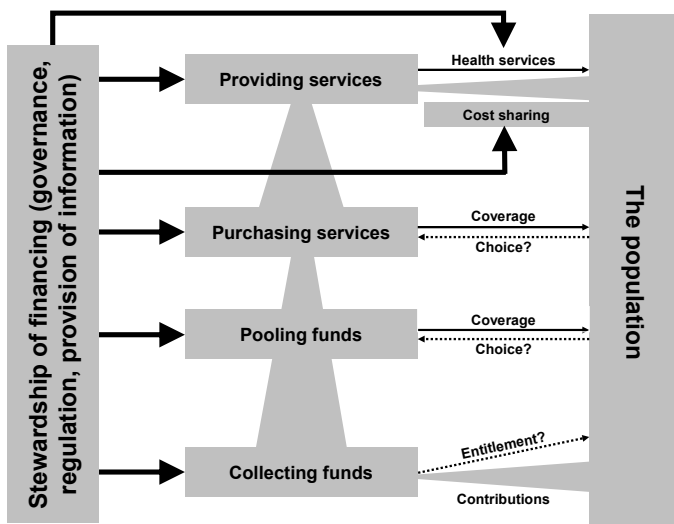 Stewardship of financing (governance,
regulation, provision of information)
Providing services
Health services
Cost sharing
Purchasing services
Coverage
Choice?
Pooling funds
Coverage
Choice?
Collecting funds
Entitlement?
Contributions
The population